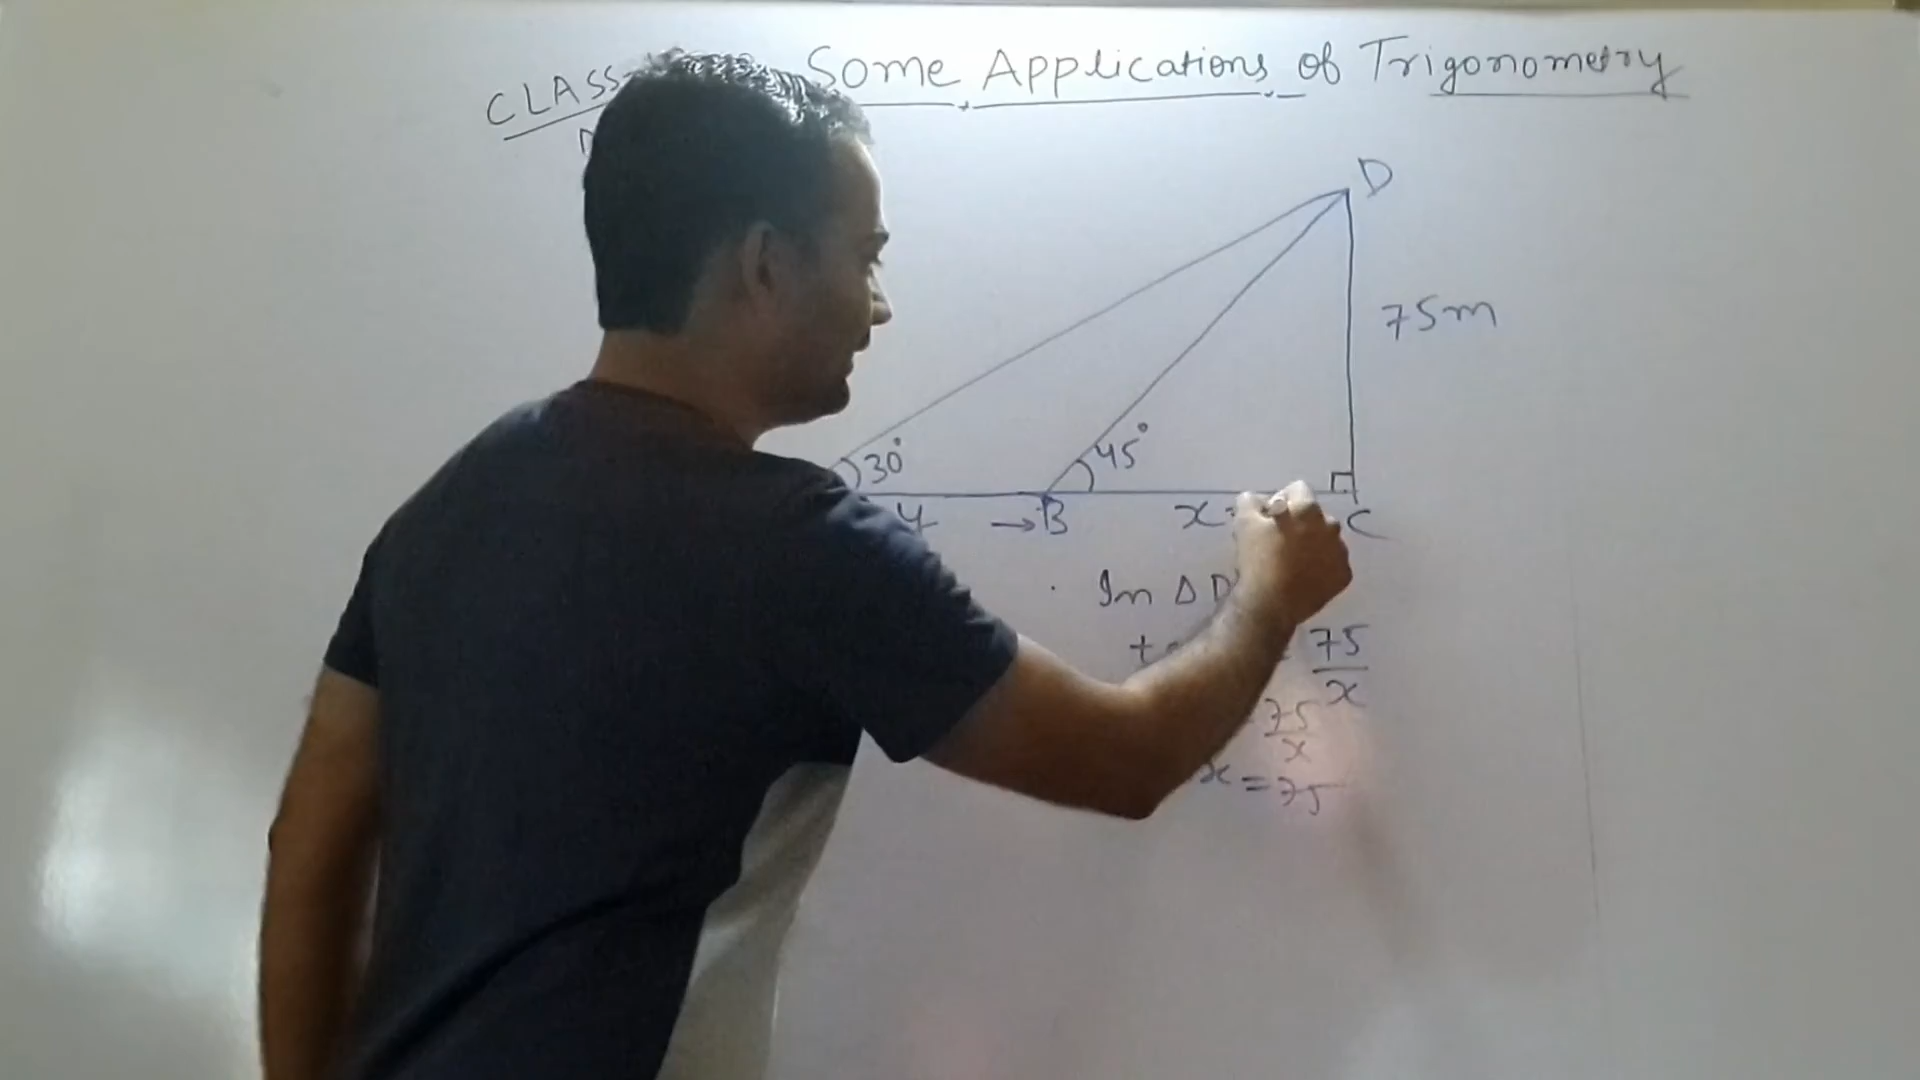 CLASS Some Applications of Trigonometry
D
75m
30° 45°
y →B x C
In Δ D
75
x
75
x
x = 75